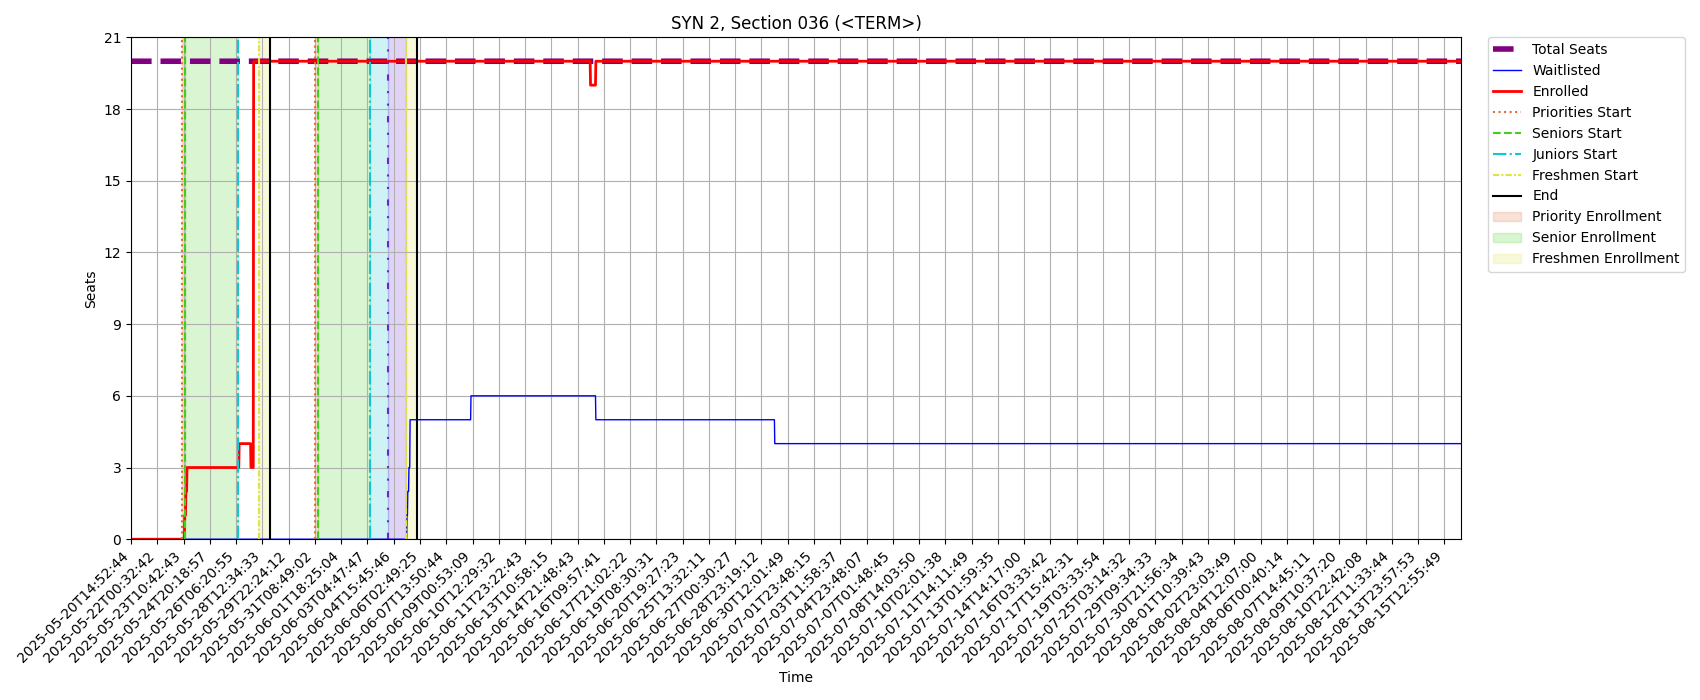 SYN 2, Section 036 (<TERM>)
21
18
15
12
9
6
3
0
Seats
2025-05-20T14:52:44
2025-05-22T00:32:42
2025-05-23T10:42:43
2025-05-24T20:18:57
2025-05-26T06:20:55
2025-05-28T12:34:33
2025-05-29T22:24:12
2025-05-31T08:49:02
2025-06-01T18:25:04
2025-06-03T04:47:47
2025-06-04T15:45:46
2025-06-06T02:49:25
2025-06-07T13:50:44
2025-06-09T00:53:09
2025-06-10T12:29:32
2025-06-11T23:22:43
2025-06-13T10:58:15
2025-06-14T21:48:43
2025-06-16T09:57:41
2025-06-17T21:02:22
2025-06-19T08:30:31
2025-06-20T19:27:23
2025-06-25T13:32:11
2025-06-27T00:30:27
2025-06-28T23:19:12
2025-06-30T12:01:49
2025-07-01T23:48:15
2025-07-03T11:58:37
2025-07-04T23:48:07
2025-07-07T01:48:45
2025-07-08T14:03:50
2025-07-10T02:01:38
2025-07-11T14:11:49
2025-07-13T01:59:35
2025-07-14T14:17:00
2025-07-16T03:33:42
2025-07-17T15:42:31
2025-07-19T03:33:54
2025-07-25T03:14:32
2025-07-29T09:34:33
2025-07-30T21:56:34
2025-08-01T10:39:43
2025-08-02T23:03:49
2025-08-04T12:07:00
2025-08-06T00:40:14
2025-08-07T14:45:11
2025-08-09T10:37:20
2025-08-10T22:42:08
2025-08-12T11:33:44
2025-08-13T23:57:53
2025-08-15T12:55:49
Time
Total Seats
Waitlisted
Enrolled
Priorities Start
Seniors Start
Juniors Start
Freshmen Start
End
Priority Enrollment
Senior Enrollment
Freshmen Enrollment